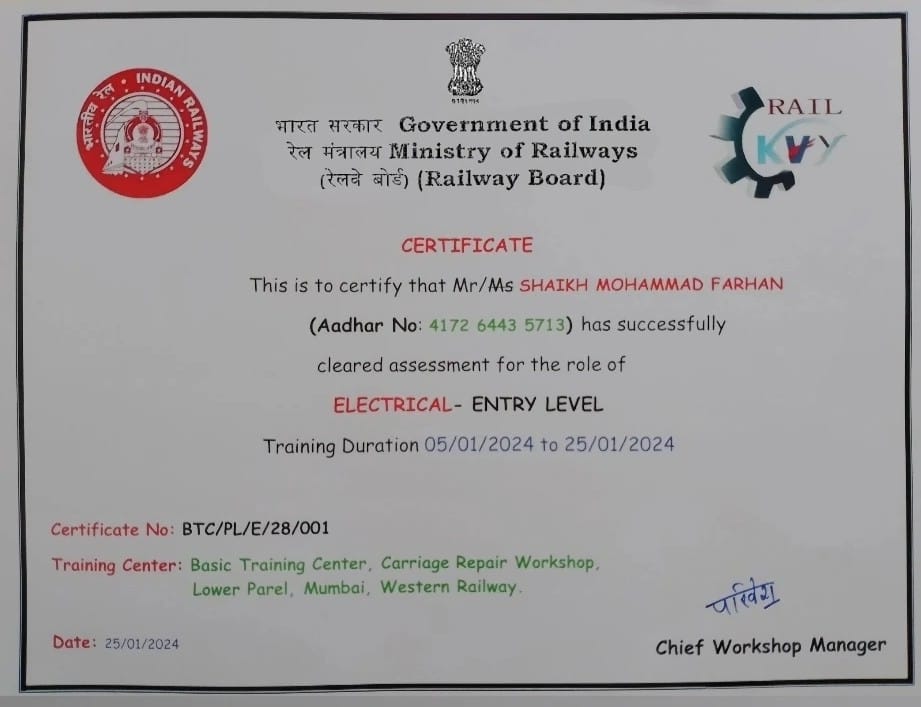 भारतीय रेल • INDIAN RAILWAYS
भारत सरकार Government of India
रेल मंत्रालय Ministry of Railways
(रेलवे बोर्ड) (Railway Board)
RAIL
KVY
CERTIFICATE
This is to certify that Mr/Ms SHAIKH MOHAMMAD FARHAN
(Aadhar No: 4172 6443 5713) has successfully
cleared assessment for the role of
ELECTRICAL- ENTRY LEVEL
Training Duration 05/01/2024 to 25/01/2024
Certificate No: BTC/PL/E/28/001
Training Center: Basic Training Center, Carriage Repair Workshop,
Lower Parel, Mumbai, Western Railway.
Date: 25/01/2024
Chief Workshop Manager